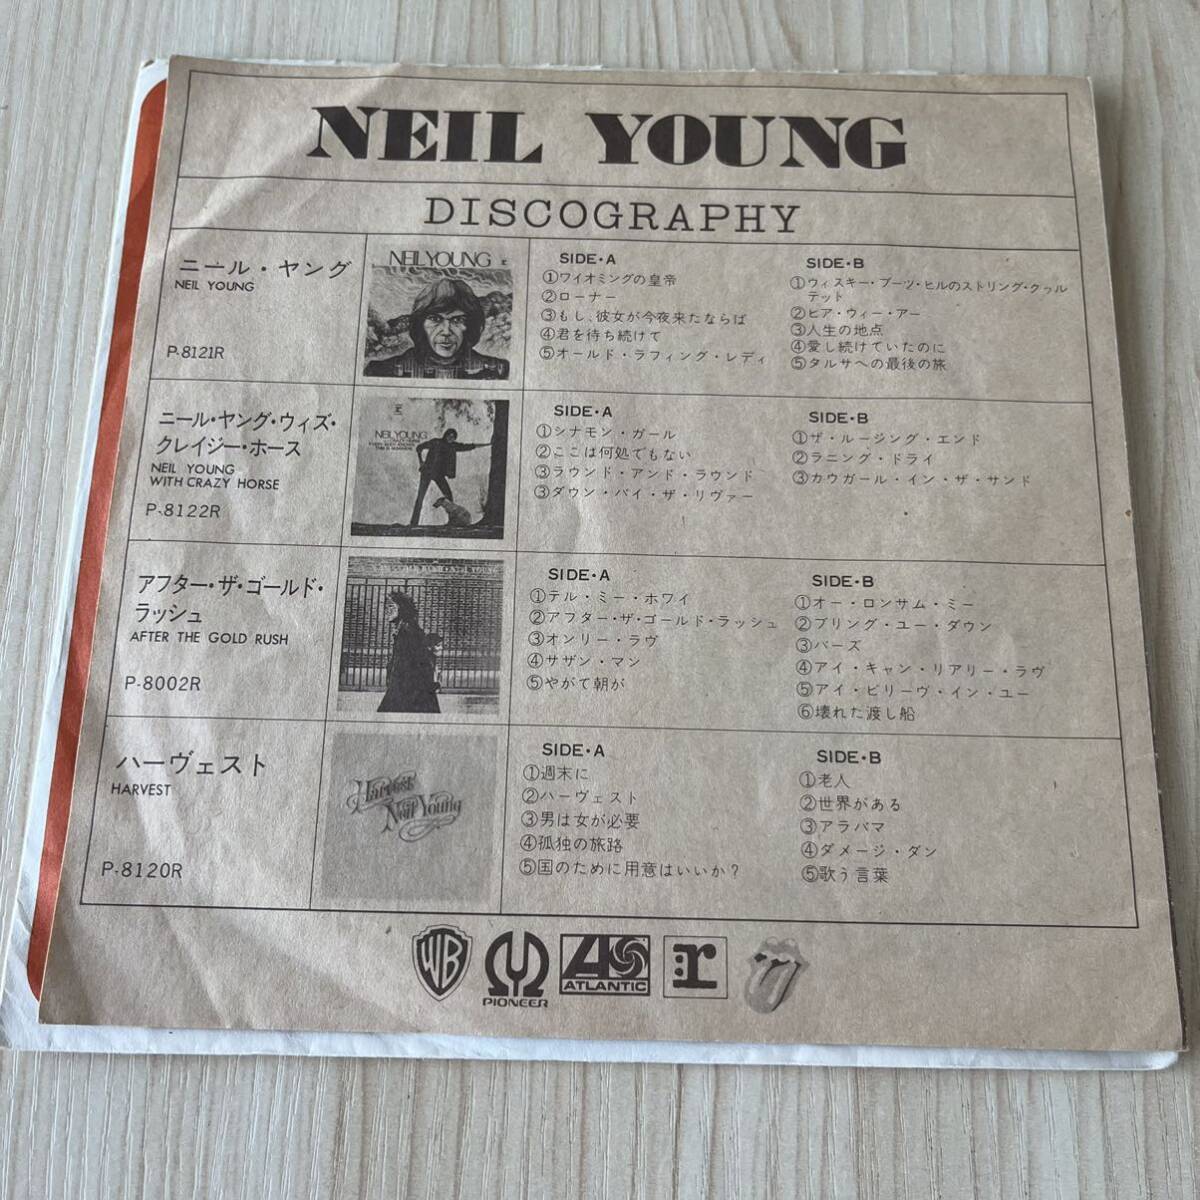 NEIL YOUNG
DISCOGRAPHY
ニール・ヤング
NEIL YOUNG
P-8121R
NEIL YOUNG
SIDE・A
①ワイオミングの皇帝
②ローナー
③もし、彼女が今夜来たならば
④君を待ち続けて
⑤オールド・ラフィング・レディ
SIDE・B
①ウィスキー・ブーツ・ヒルのストリング・クゥル
テット
②ヒア・ウィー・アー
③人生の地点
④愛し続けていたのに
⑤タルサへの最後の旅
ニール・ヤング・ウィズ・
クレイジー・ホース
NEIL YOUNG
WITH CRAZY HORSE
P-8122R
NEIL YOUNG
SIDE・A
①シナモン・ガール
②ここは何処でもない
③ラウンド・アンド・ラウンド
③ダウン・バイ・ザ・リヴァー
SIDE・B
①ザ・ルージング・エンド
②ラニング・ドライ
③カウガール・イン・ザ・サンド
アフター・ザ・ゴールド・
ラッシュ
AFTER THE GOLD RUSH
P-8002R
SIDE・A
①テル・ミー・ホワイ
②アフター・ザ・ゴールド・ラッシュ
③オンリー・ラヴ
④サザン・マン
⑤やがて朝が
SIDE・B
①オー・ロンサム・ミー
②ブリング・ユー・ダウン
③バーズ
④アイ・キャン・リアリー・ラヴ
⑤アイ・ビリーヴ・イン・ユー
⑥壊れた渡し船
ハーヴェスト
HARVEST
P-8120R
Harvest
Neil Young
SIDE・A
①週末に
②ハーヴェスト
③男は女が必要
④孤独の旅路
⑤国のために用意はいいか？
SIDE・B
①老人
②世界がある
③アラバマ
④ダメージ・ダン
⑤歌う言葉
WB
PIONEER
ATLANTIC
r